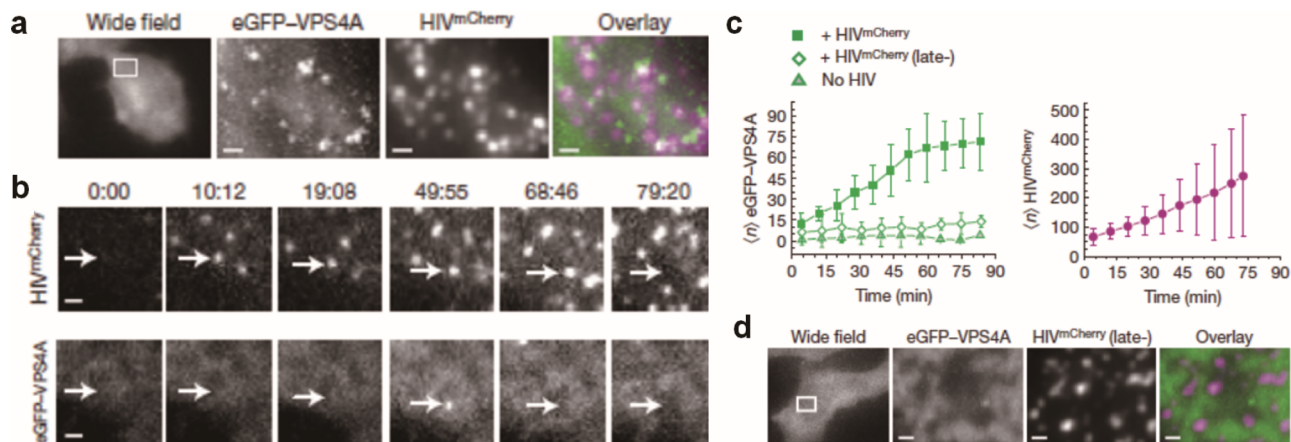 a
Wide field eGFP–VPS4A HIVmCherry Overlay
b
0:00 10:12 19:08 49:55 68:46 79:20
HIVmCherry
eGFP–VPS4A
c
+ HIVmCherry
+ HIVmCherry (late-)
No HIV
⟨n⟩ eGFP–VPS4A
90
75
60
45
30
15
0
0 15 30 45 60 75 90
Time (min)
⟨n⟩ HIVmCherry
500
400
300
200
100
0
0 15 30 45 60 75 90
Time (min)
d
Wide field eGFP–VPS4A HIVmCherry (late-) Overlay